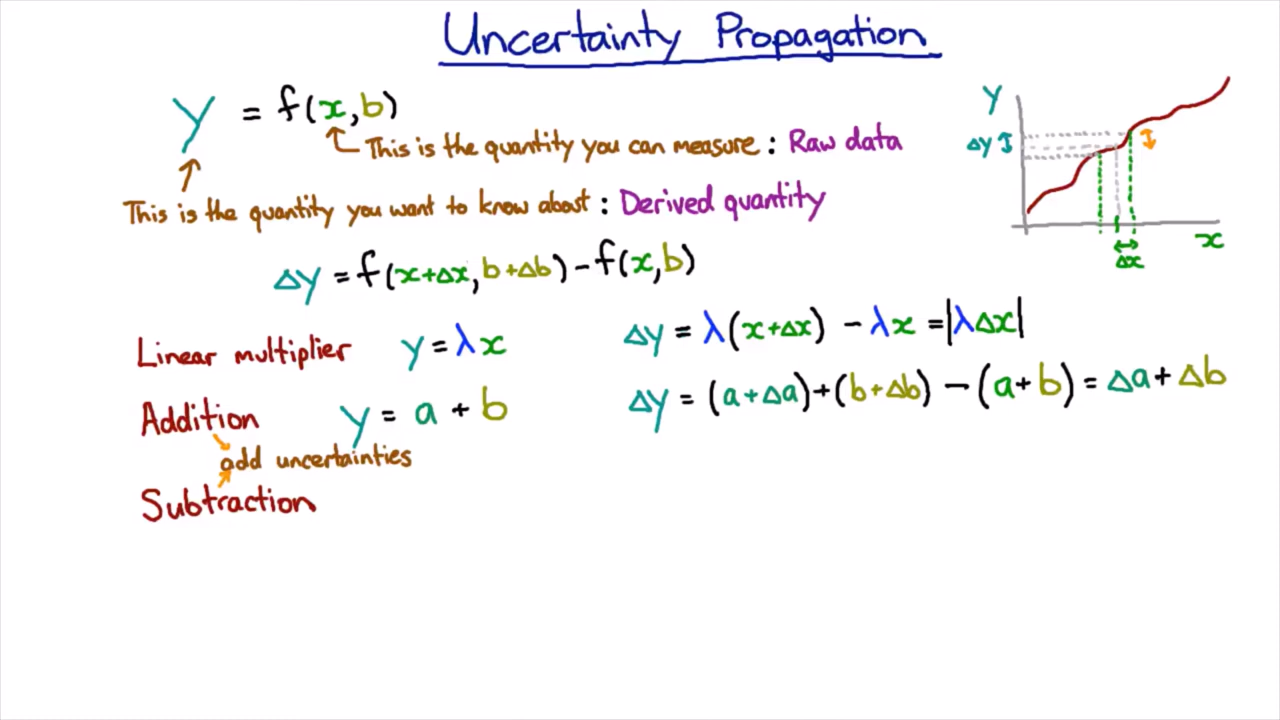 Uncertainty Propagation
y = f(x,b)
This is the quantity you can measure : Raw data
This is the quantity you want to know about : Derived quantity
y
Δy
x
Δx
Δy = f(x+Δx, b+Δb) - f(x,b)
Linear multiplier y = λx Δy = λ(x+Δx) - λx = |λΔx|
Addition y = a + b Δy = (a+Δa)+(b+Δb) - (a+b) = Δa+Δb
add uncertainties
Subtraction